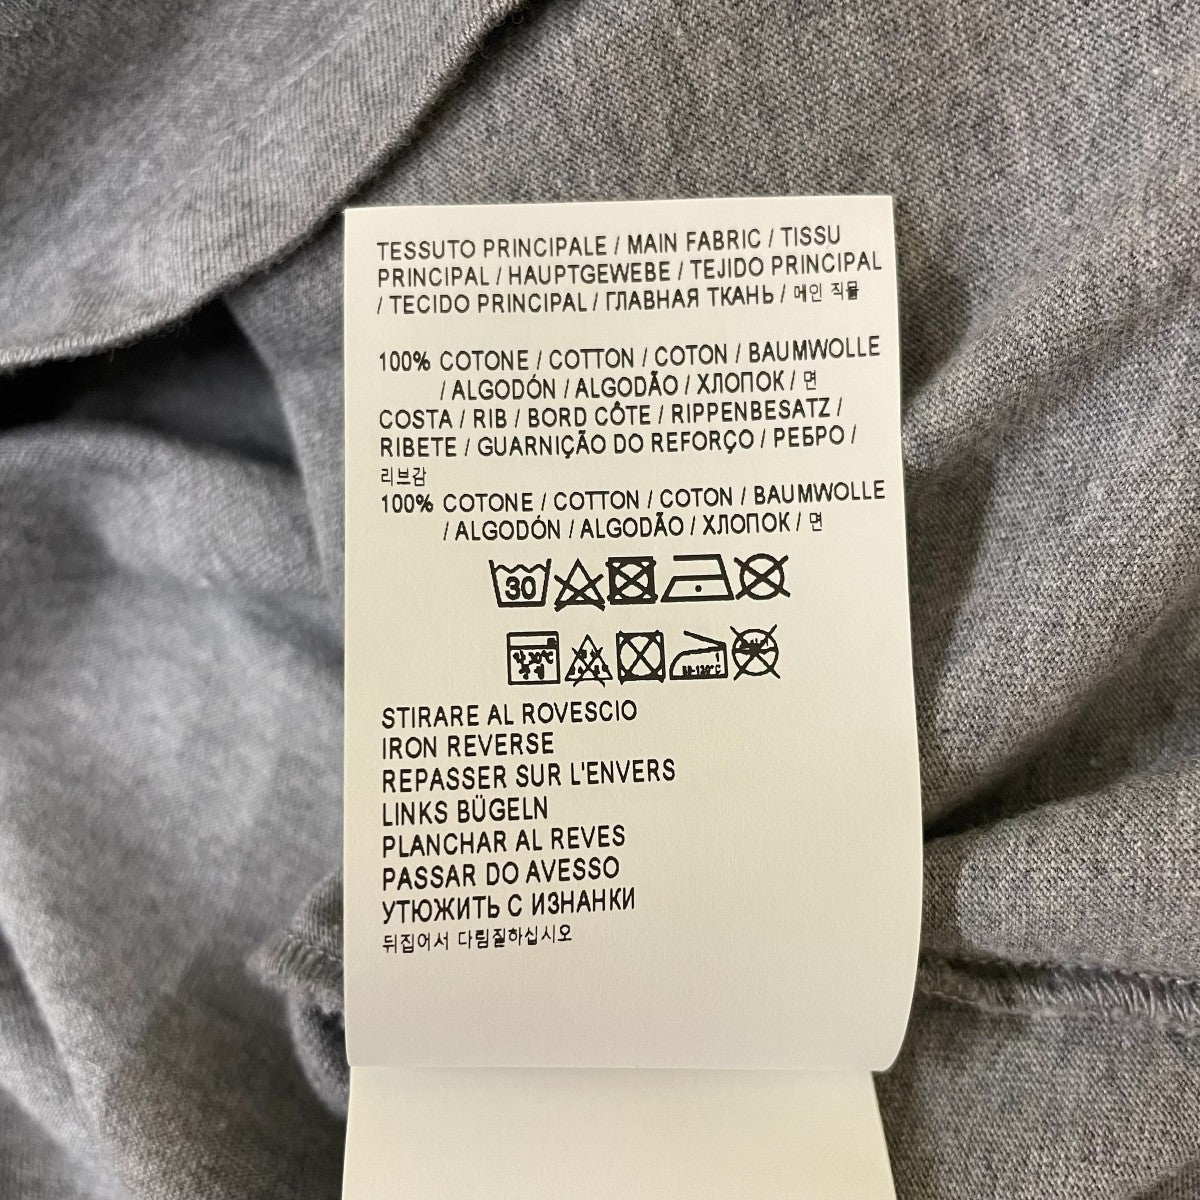 TESSUTO PRINCIPALE / MAIN FABRIC / TISSU
PRINCIPAL / HAUPTGEWEBE / TEJIDO PRINCIPAL
/ TECIDO PRINCIPAL / ГЛАВНАЯ ТКАНЬ / 메인 직물
100% COTONE / COTTON / COTON / BAUMWOLLE
/ ALGODÓN / ALGODÃO / ХЛОПОК / 면
COSTA / RIB / BORD CÔTE / RIPPENBESATZ /
RIBETE / GUARNIÇÃO DO REFORÇO / РЕБРО /
리브감
100% COTONE / COTTON / COTON / BAUMWOLLE
/ ALGODÓN / ALGODÃO / ХЛОПОК / 면
30
STIRARE AL ROVESCIO
IRON REVERSE
REPASSER SUR L'ENVERS
LINKS BÜGELN
PLANCHAR AL REVES
PASSAR DO AVESSO
УТЮЖИТЬ С ИЗНАНКИ
뒤집어서 다림질하십시오